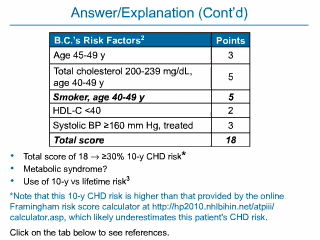 Answer/Explanation (Cont'd)
B.C.'s Risk Factors2 Points
Age 45-49 y 3
Total cholesterol 200-239 mg/dL,
age 40-49 y 5
Smoker, age 40-49 y 5
HDL-C <40 2
Systolic BP ≥160 mm Hg, treated 3
Total score 18
• Total score of 18 → ≥30% 10-y CHD risk*
• Metabolic syndrome?
• Use of 10-y vs lifetime risk3
*Note that this 10-y CHD risk is higher than that provided by the online
Framingham risk score calculator at http://hp2010.nhlbihin.net/atpiii/
calculator.asp, which likely underestimates this patient's CHD risk.
Click on the tab below to see references.